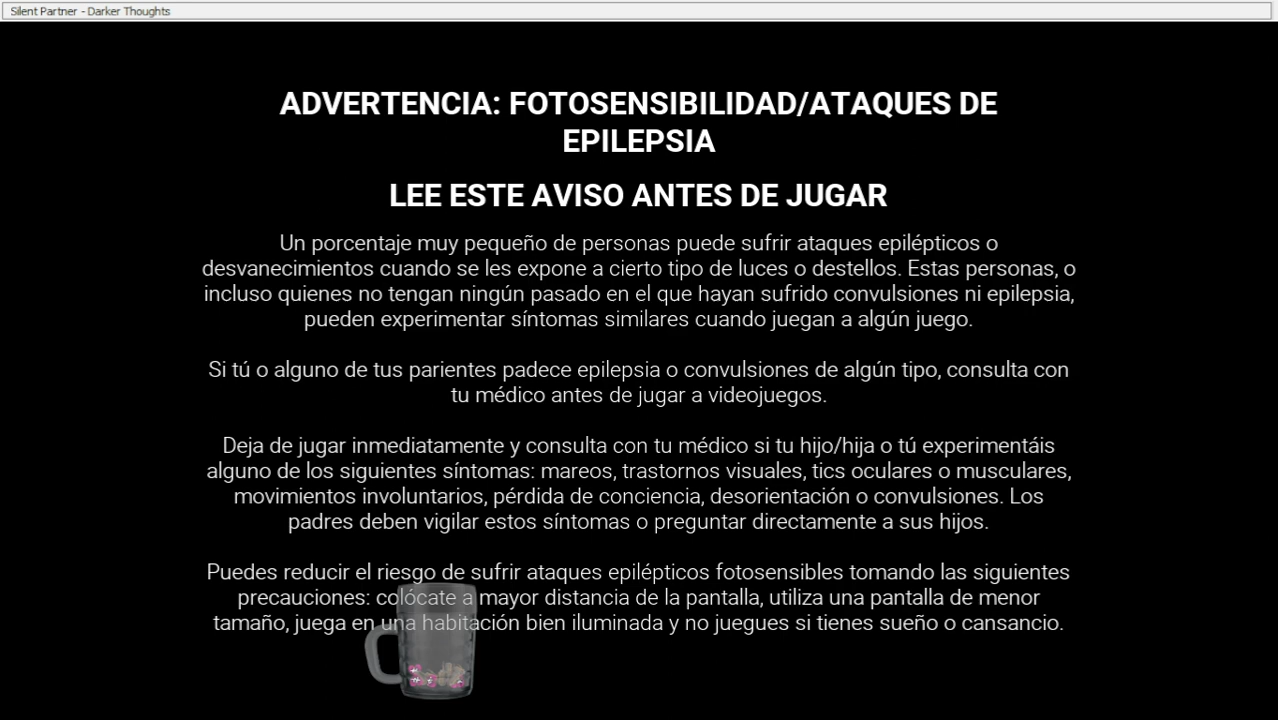 Silent Partner - Darker Thoughts
ADVERTENCIA: FOTOSENSIBILIDAD/ATAQUES DE
EPILEPSIA
LEE ESTE AVISO ANTES DE JUGAR
Un porcentaje muy pequeño de personas puede sufrir ataques epilépticos o
desvanecimientos cuando se les expone a cierto tipo de luces o destellos. Estas personas, o
incluso quienes no tengan ningún pasado en el que hayan sufrido convulsiones ni epilepsia,
pueden experimentar síntomas similares cuando juegan a algún juego.
Si tú o alguno de tus parientes padece epilepsia o convulsiones de algún tipo, consulta con
tu médico antes de jugar a videojuegos.
Deja de jugar inmediatamente y consulta con tu médico si tu hijo/hija o tú experimentáis
alguno de los siguientes síntomas: mareos, trastornos visuales, tics oculares o musculares,
movimientos involuntarios, pérdida de conciencia, desorientación o convulsiones. Los
padres deben vigilar estos síntomas o preguntar directamente a sus hijos.
Puedes reducir el riesgo de sufrir ataques epilépticos fotosensibles tomando las siguientes
precauciones: colócate a mayor distancia de la pantalla, utiliza una pantalla de menor
tamaño, juega en una habitación bien iluminada y no juegues si tienes sueño o cansancio.